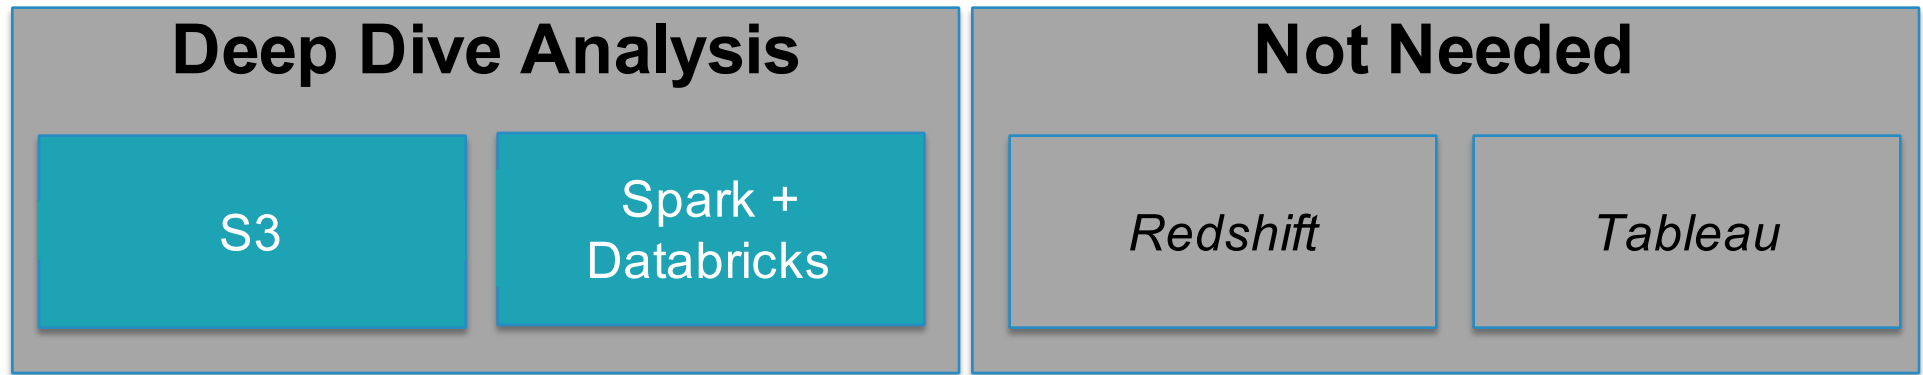 Deep Dive Analysis
Not Needed
S3
Spark +
Databricks
Redshift
Tableau